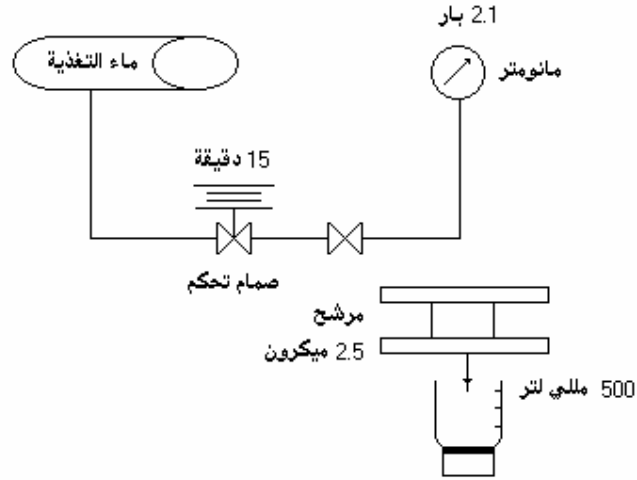 2.1 بار
ماء التغذية
مانومتر
15 دقيقة
صمام تحكم
مرشح
2.5 ميكرون
500 مللي لتر